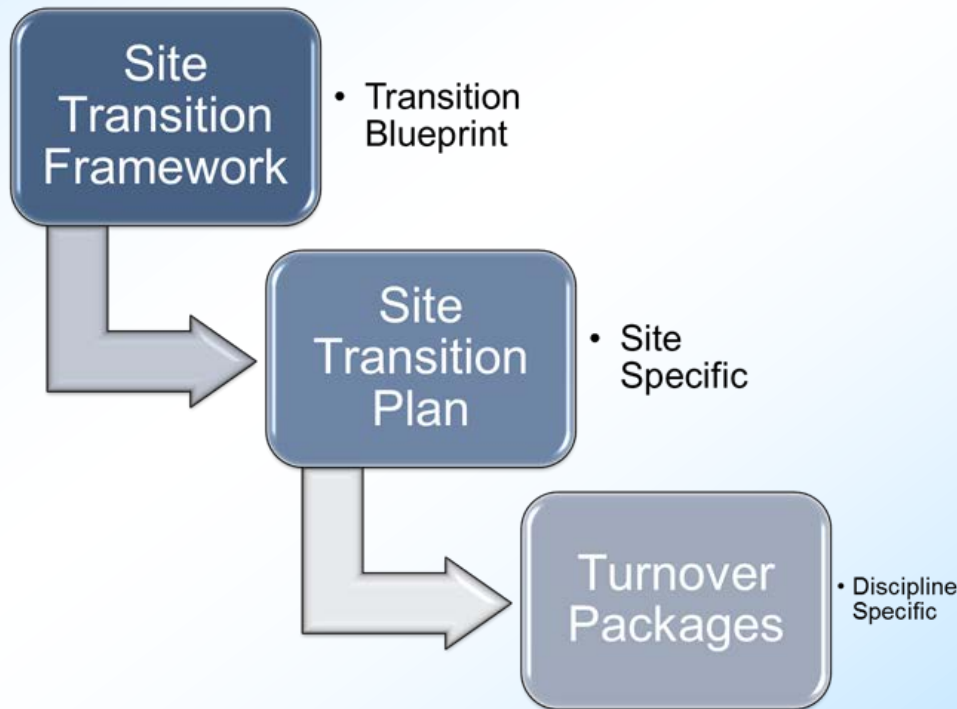 Site
Transition
Framework
• Transition
Blueprint
Site
Transition
Plan
• Site
Specific
Turnover
Packages
• Discipline
Specific